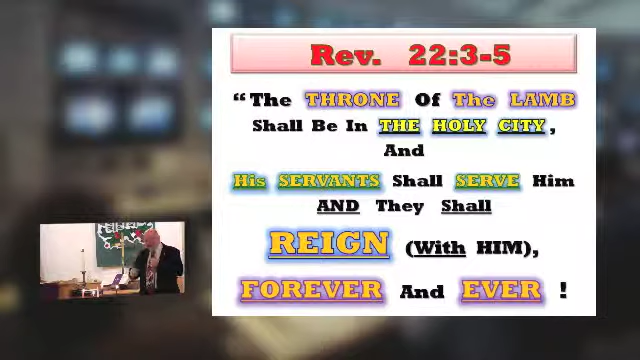 Rev. 22:3-5
“The THRONE Of The LAMB
Shall Be In THE HOLY CITY,
And
His SERVANTS Shall SERVE Him
AND They Shall
REIGN (With HIM),
FOREVER And EVER !